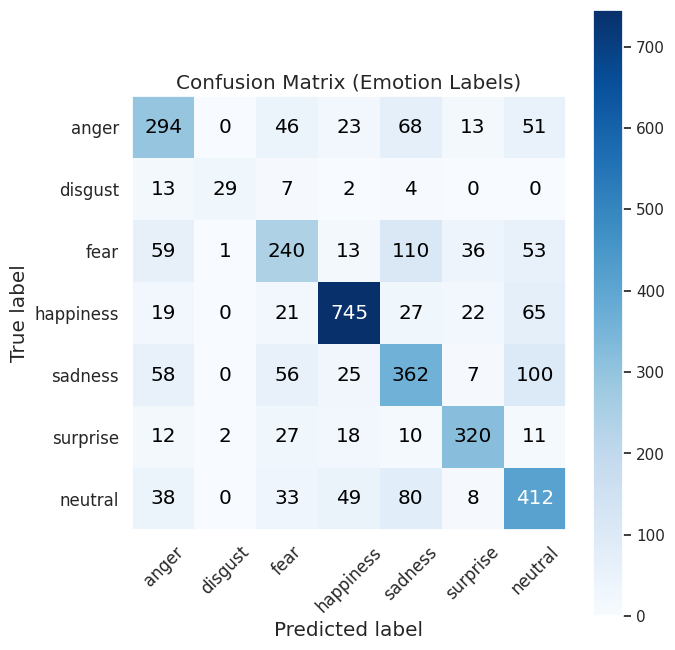 Confusion Matrix (Emotion Labels)
True label
anger 294 0 46 23 68 13 51
disgust 13 29 7 2 4 0 0
fear 59 1 240 13 110 36 53
happiness 19 0 21 745 27 22 65
sadness 58 0 56 25 362 7 100
surprise 12 2 27 18 10 320 11
neutral 38 0 33 49 80 8 412
anger disgust fear happiness sadness surprise neutral
Predicted label
700
600
500
400
300
200
100
0